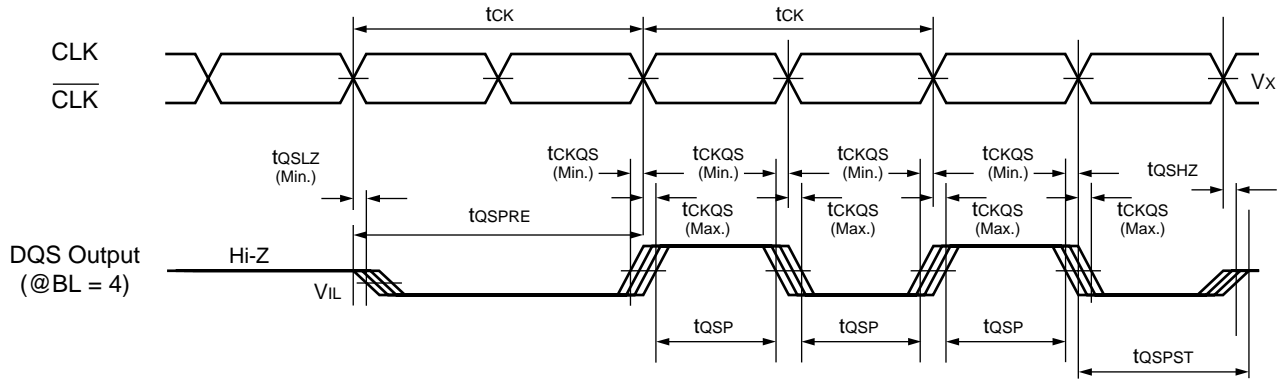 tCK tCK
CLK
CLK
VX
tQSLZ
(Min.)
tCKQS
(Min.)
tCKQS
(Min.)
tCKQS
(Min.)
tCKQS
(Min.)
tQSHZ
tQSPRE
tCKQS
(Max.)
tCKQS
(Max.)
tCKQS
(Max.)
tCKQS
(Max.)
DQS Output
(@BL = 4)
Hi-Z
VIL
tQSP tQSP tQSP
tQSPST